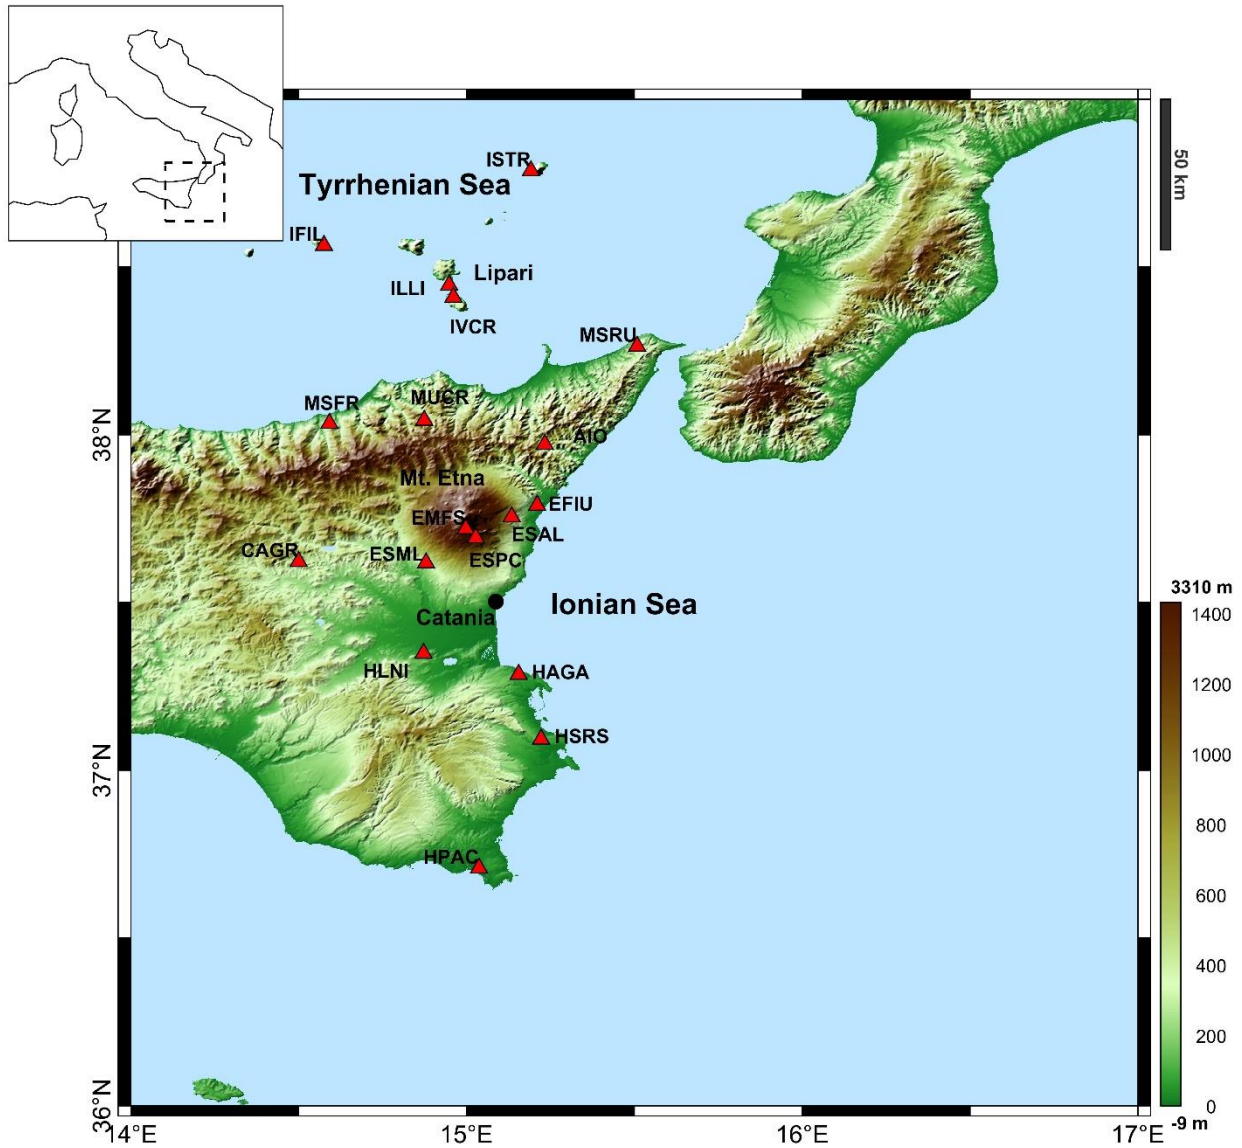 ISTR
50 km
Tyrrhenian Sea
IFIL
Lipari
ILLI
IVCR
MSRU
MUCR
MSFR
38°N
AIO
Mt. Etna
EFIU
EMFS
ESAL
CAGR
ESML
ESPC
3310 m
Ionian Sea
1400
Catania
HLNI
HAGA
1200
HSRS
1000
37°N
800
HPAC
600
400
200
36°N
0
-9 m
14°E
15°E
16°E
17°E